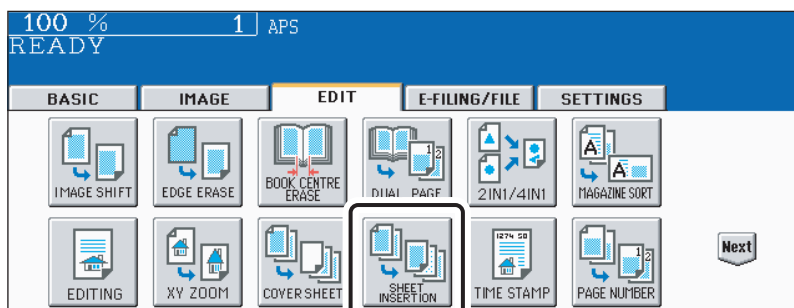 100 % 1 APS
READY
BASIC IMAGE EDIT E-FILING/FILE SETTINGS
IMAGE SHIFT EDGE ERASE BOOK CENTRE ERASE DUAL PAGE 2IN1/4IN1 MAGAZINE SORT
EDITING XY ZOOM COVER SHEET SHEET INSERTION TIME STAMP PAGE NUMBER Next